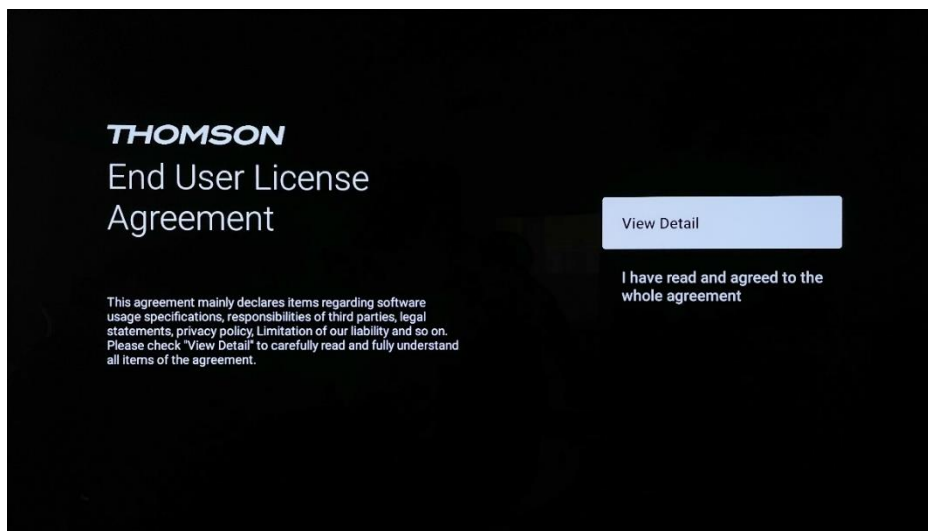 THOMSON
End User License
Agreement
This agreement mainly declares items regarding software
usage specifications, responsibilities of third parties, legal
statements, privacy policy, Limitation of our liability and so on.
Please check "View Detail" to carefully read and fully understand
all items of the agreement.
View Detail
I have read and agreed to the
whole agreement